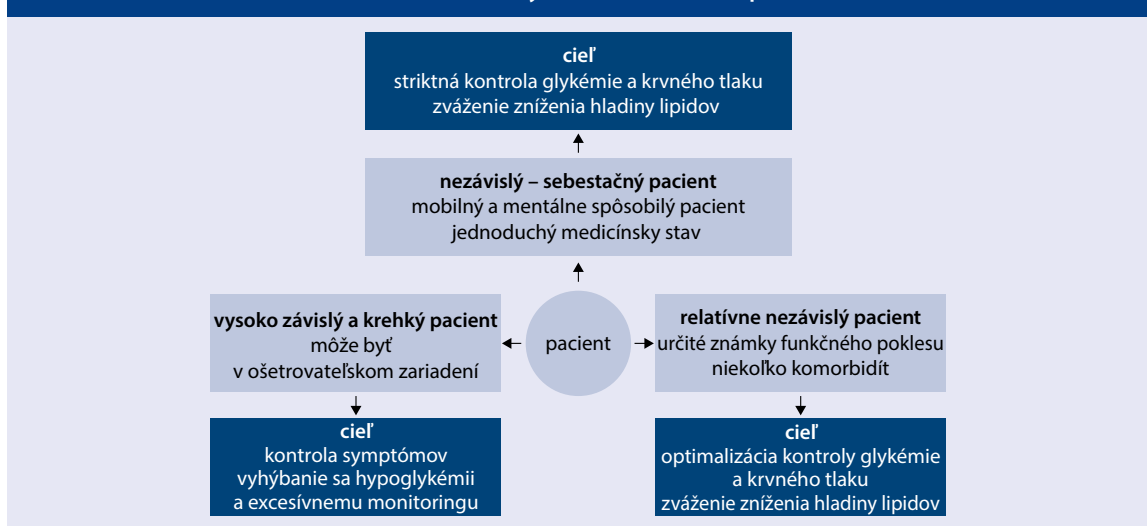 cieľ
striktná kontrola glykémie a krvného tlaku
zváženie zníženia hladiny lipidov
nezávislý – sebestačný pacient
mobilný a mentálne spôsobilý pacient
jednoduchý medicínsky stav
vysoko závislý a krehký pacient
môže byť
v ošetrovateľskom zariadení
pacient
relatívne nezávislý pacient
určité známky funkčného poklesu
niekoľko komorbidít
cieľ
kontrola symptómov
vyhýbanie sa hypoglykémii
a excesívnemu monitoringu
cieľ
optimalizácia kontroly glykémie
a krvného tlaku
zváženie zníženia hladiny lipidov